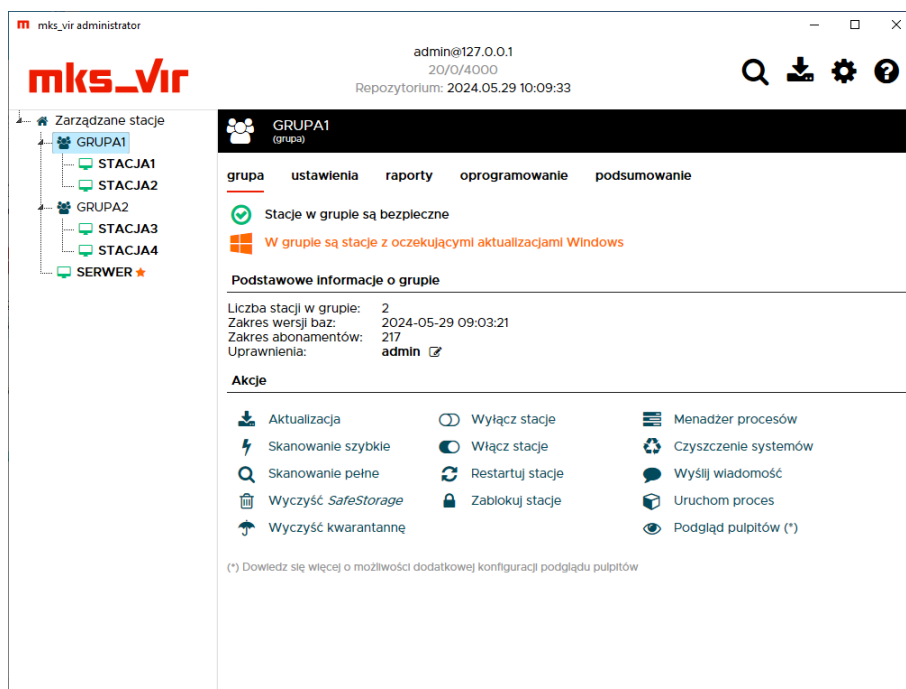 mks_vir administrator
admin@127.0.0.1
20/0/4000
Repozytorium: 2024.05.29 10:09:33
mks_vir
Zarządzane stacje
GRUPA1
STACJA1
STACJA2
GRUPA2
STACJA3
STACJA4
SERWER
GRUPA1
(grupa)
grupa ustawienia raporty oprogramowanie podsumowanie
Stacje w grupie są bezpieczne
W grupie są stacje z oczekującymi aktualizacjami Windows
Podstawowe informacje o grupie
Liczba stacji w grupie: 2
Zakres wersji baz: 2024-05-29 09:03:21
Zakres abonamentów: 217
Uprawnienia: admin
Akcje
Aktualizacja Wyłącz stacje Menadżer procesów
Skanowanie szybkie Włącz stacje Czyszczenie systemów
Skanowanie pełne Restartuj stacje Wyślij wiadomość
Wyczyść SafeStorage Zablokuj stacje Uruchom proces
Wyczyść kwarantannę Podgląd pulpitów (*)
(*) Dowiedz się więcej o możliwości dodatkowej konfiguracji podglądu pulpitów